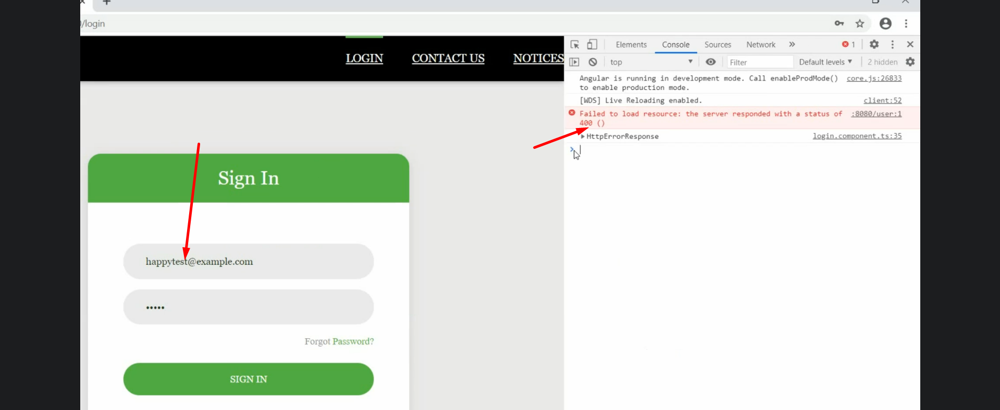 /login
LOGIN CONTACT US NOTICES
Sign In
happytest@example.com
•••••
Forgot Password?
SIGN IN
Elements Console Sources Network » 1
top Filter Default levels 2 hidden
Angular is running in development mode. Call enableProdMode() core.js:26833
to enable production mode.
[WDS] Live Reloading enabled. client:52
Failed to load resource: the server responded with a status of :8080/user:1
400 ()
HttpErrorResponse login.component.ts:35